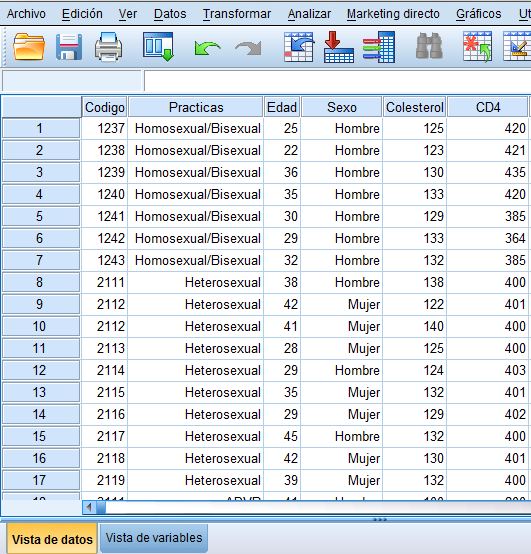 Archivo Edición Ver Datos Transformar Analizar Marketing directo Gráficos Ut
Codigo Practicas Edad Sexo Colesterol CD4
1 1237 Homosexual/Bisexual 25 Hombre 125 420
2 1238 Homosexual/Bisexual 22 Hombre 123 421
3 1239 Homosexual/Bisexual 36 Hombre 130 435
4 1240 Homosexual/Bisexual 35 Hombre 133 420
5 1241 Homosexual/Bisexual 30 Hombre 129 385
6 1242 Homosexual/Bisexual 29 Hombre 133 364
7 1243 Homosexual/Bisexual 32 Hombre 132 385
8 2111 Heterosexual 38 Hombre 138 400
9 2112 Heterosexual 42 Mujer 122 401
10 2112 Heterosexual 41 Mujer 140 400
11 2113 Heterosexual 28 Mujer 125 400
12 2114 Heterosexual 29 Hombre 124 403
13 2115 Heterosexual 35 Mujer 132 401
14 2116 Heterosexual 29 Mujer 129 402
15 2117 Heterosexual 45 Hombre 132 400
16 2118 Heterosexual 42 Mujer 130 401
17 2119 Heterosexual 39 Mujer 132 400
Vista de datos Vista de variables